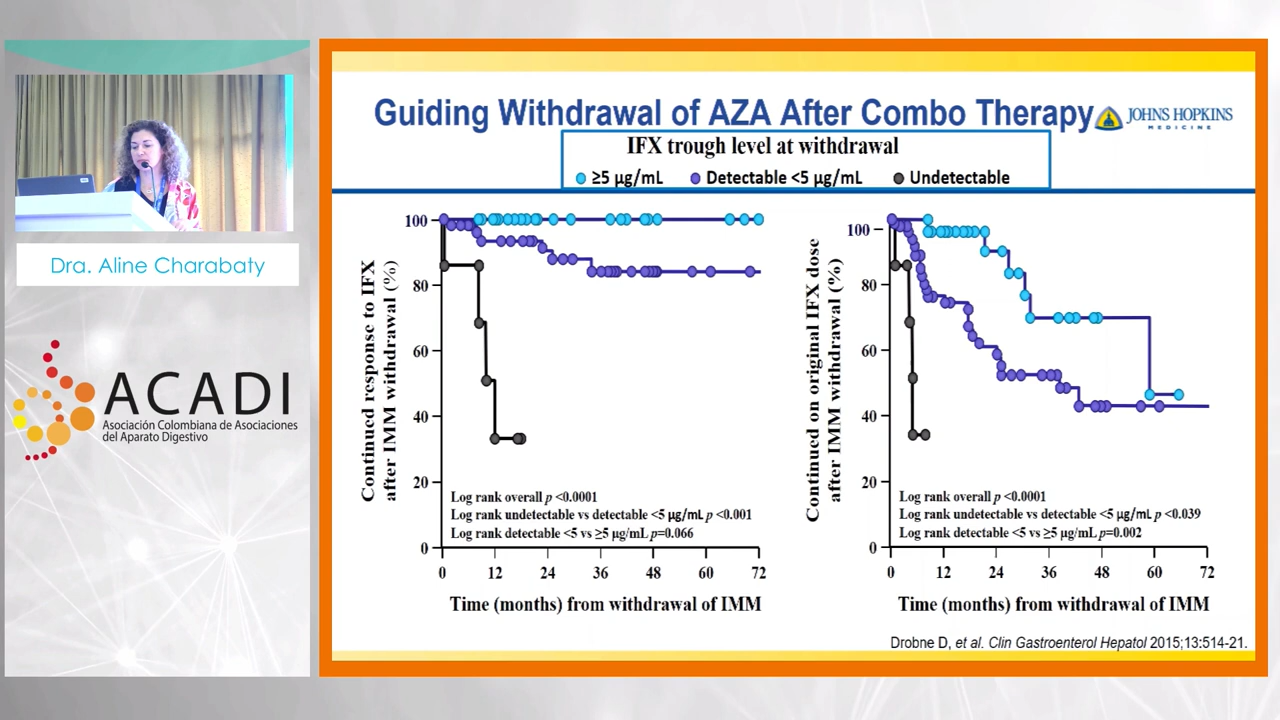 Guiding Withdrawal of AZA After Combo Therapy
JOHNS HOPKINS
MEDICINE
IFX trough level at withdrawal
≥5 µg/mL
Detectable <5 µg/mL
Undetectable
Dra. Aline Charabaty
ACADI
Asociación Colombiana de Asociaciones
del Aparato Digestivo
Continued response to IFX
after IMM withdrawal (%)
100
80
60
40
20
0
Log rank overall p <0.0001
Log rank undetectable vs detectable <5 µg/mL p <0.001
Log rank detectable <5 vs ≥5 µg/mL p=0.066
0 12 24 36 48 60 72
Time (months) from withdrawal of IMM
Continued on original IFX dose
after IMM withdrawal (%)
100
80
60
40
20
0
Log rank overall p <0.0001
Log rank undetectable vs detectable <5 µg/mL p <0.039
Log rank detectable <5 vs ≥5 µg/mL p=0.002
0 12 24 36 48 60 72
Time (months) from withdrawal of IMM
Drobne D, et al. Clin Gastroenterol Hepatol 2015;13:514-21.